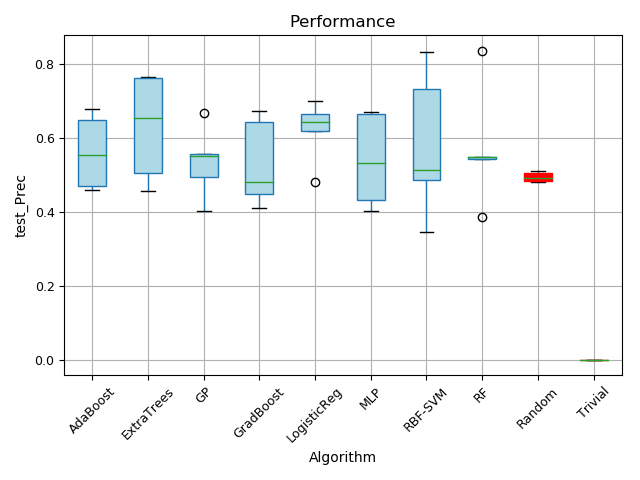 Performance
test_Prec
0.8
0.6
0.4
0.2
0.0
AdaBoost
ExtraTrees
GP
GradBoost
LogisticReg
MLP
RBF-SVM
RF
Random
Trivial
Algorithm